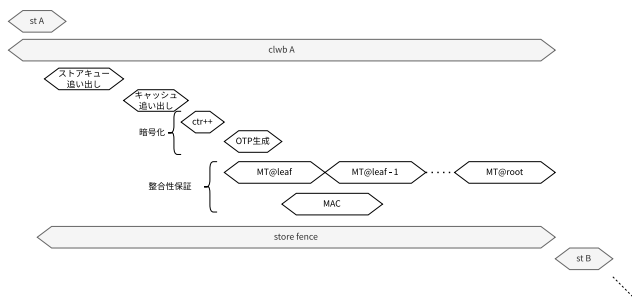 st A
clwb A
ストアキュー
追い出し
キャッシュ
追い出し
暗号化
ctr++
OTP生成
整合性保証
MT@leaf
MT@leaf-1
MT@root
MAC
store fence
st B